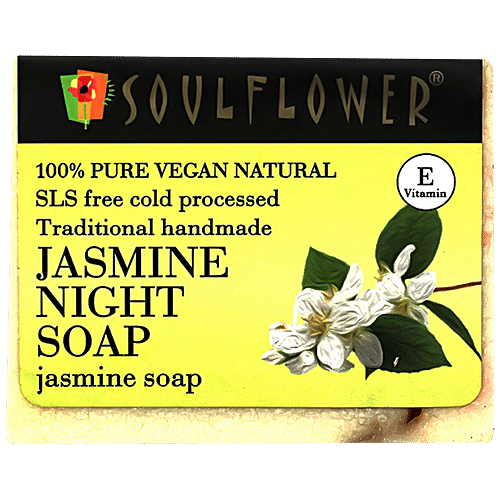 SOULFLOWER®
100% PURE VEGAN NATURAL
SLS free cold processed
Traditional handmade
E
Vitamin
JASMINE
NIGHT
SOAP
jasmine soap